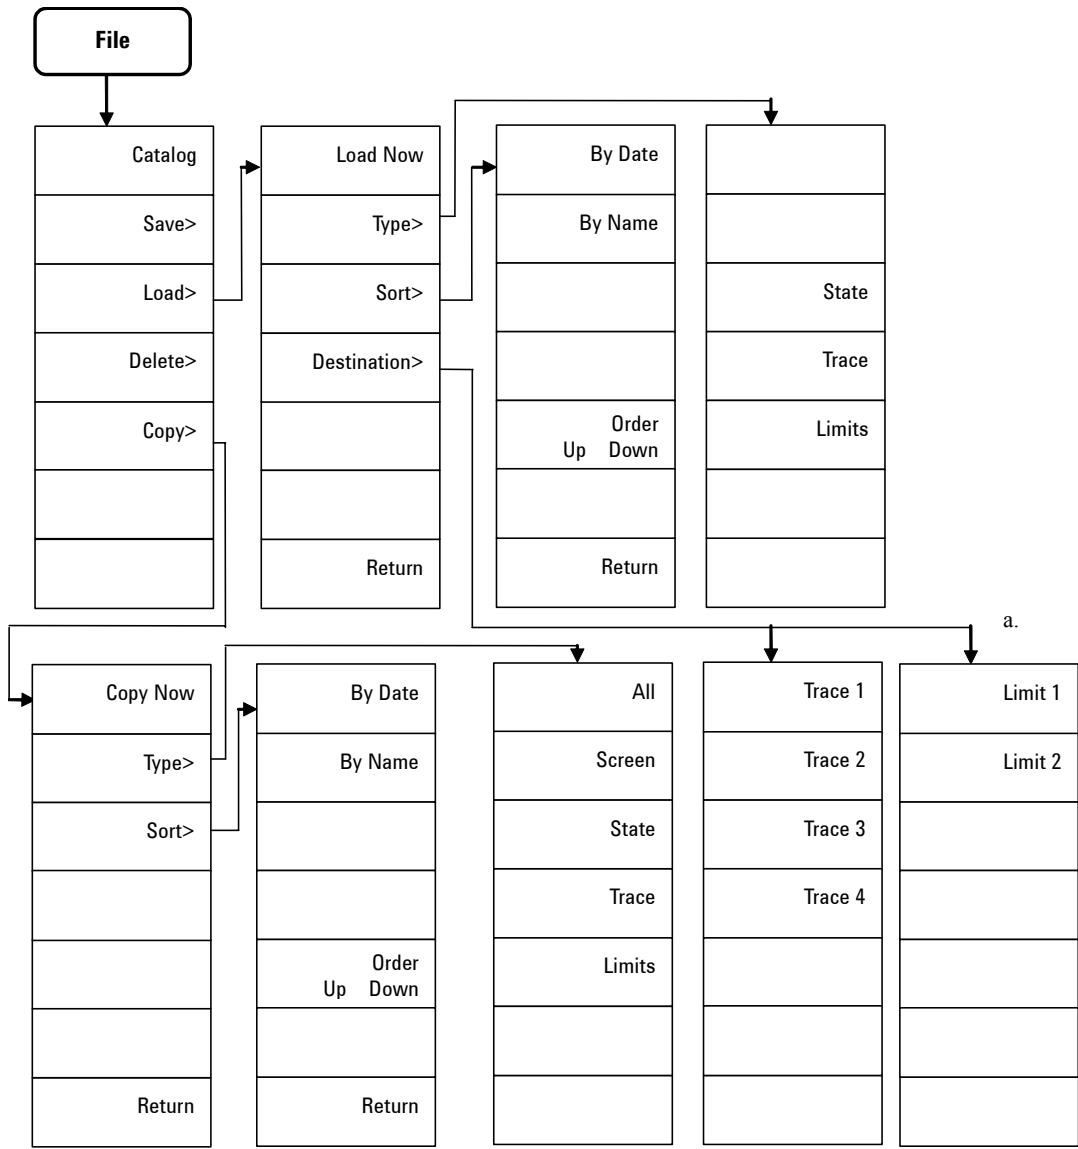 File
Catalog
Save>
Load>
Delete>
Copy>
Load Now
Type>
Sort>
Destination>
Return
By Date
By Name
Order
Up Down
Return
State
Trace
Limits
a.
Copy Now
Type>
Sort>
Return
By Date
By Name
Order
Up Down
Return
All
Screen
State
Trace
Limits
Trace 1
Trace 2
Trace 3
Trace 4
Limit 1
Limit 2